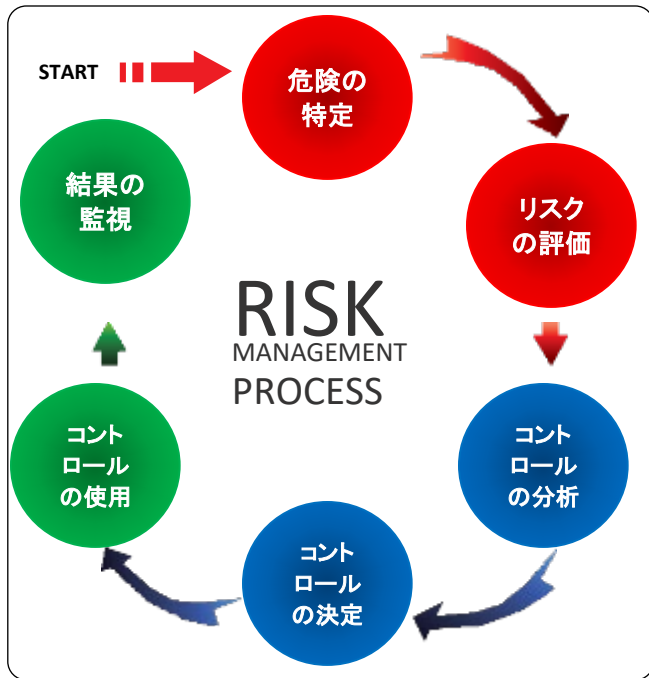 START
危険の
特定
リスク
の評価
コント
ロール
の分析
コント
ロール
の決定
コント
ロール
の使用
結果の
監視
RISK
MANAGEMENT
PROCESS